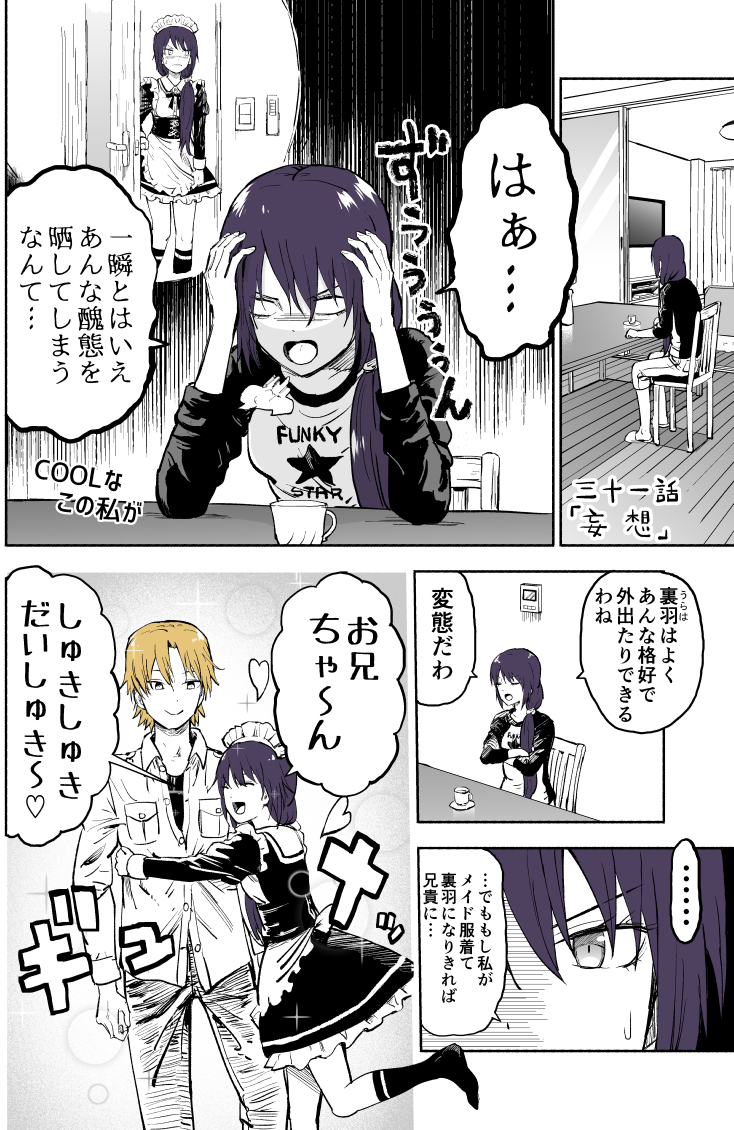 三十一話
「妄想」
はぁ…
ずぅぅぅぅぅん
FUNKY
STAR
一瞬とはいえ
あんな醜態を
晒してしまう
なんて…
COOLな
この私が
裏羽はよく
うらは
あんな格好で
外出たりできる
わね
変態だわ
……
…でももし私が
メイド服着て
裏羽になりきれば
兄貴に…
お兄
ちゃ〜ん
しゅきしゅき
だいしゅき〜♡
ギュッ